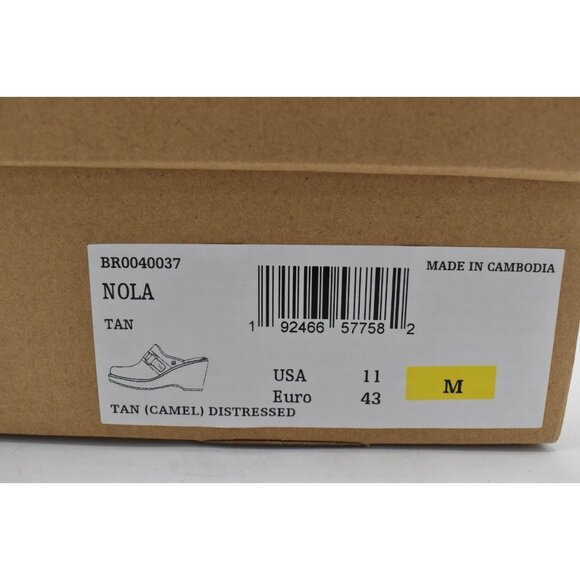 BR0040037
MADE IN CAMBODIA
NOLA
TAN
1 92466 57758 2
USA 11
Euro 43
M
TAN (CAMEL) DISTRESSED